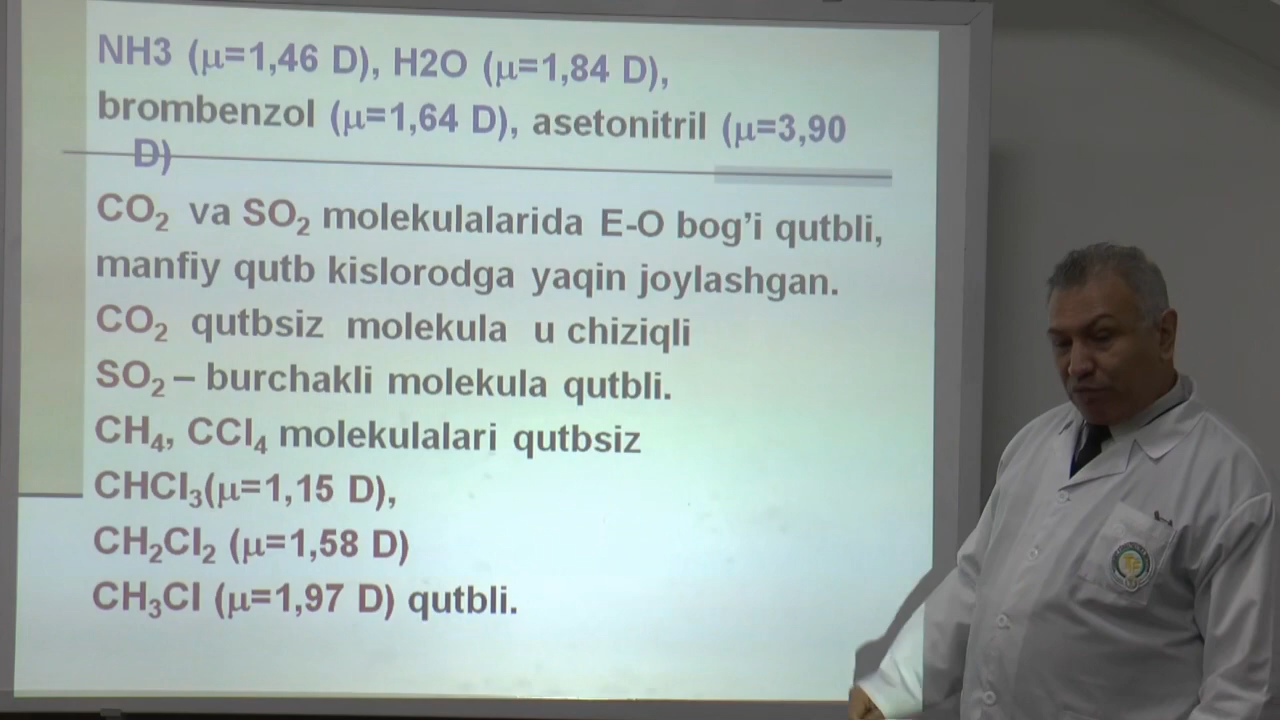 NH3 (μ=1,46 D), H2O (μ=1,84 D),
brombenzol (μ=1,64 D), asetonitril (μ=3,90
D)
CO₂ va SO₂ molekulalarida E-O bog’i qutbli,
manfiy qutb kislorodga yaqin joylashgan.
CO₂ qutbsiz molekula u chiziqli
SO₂ – burchakli molekula qutbli.
CH₄, CCl₄ molekulalari qutbsiz
CHCl₃(μ=1,15 D),
CH₂Cl₂ (μ=1,58 D)
CH₃Cl (μ=1,97 D) qutbli.